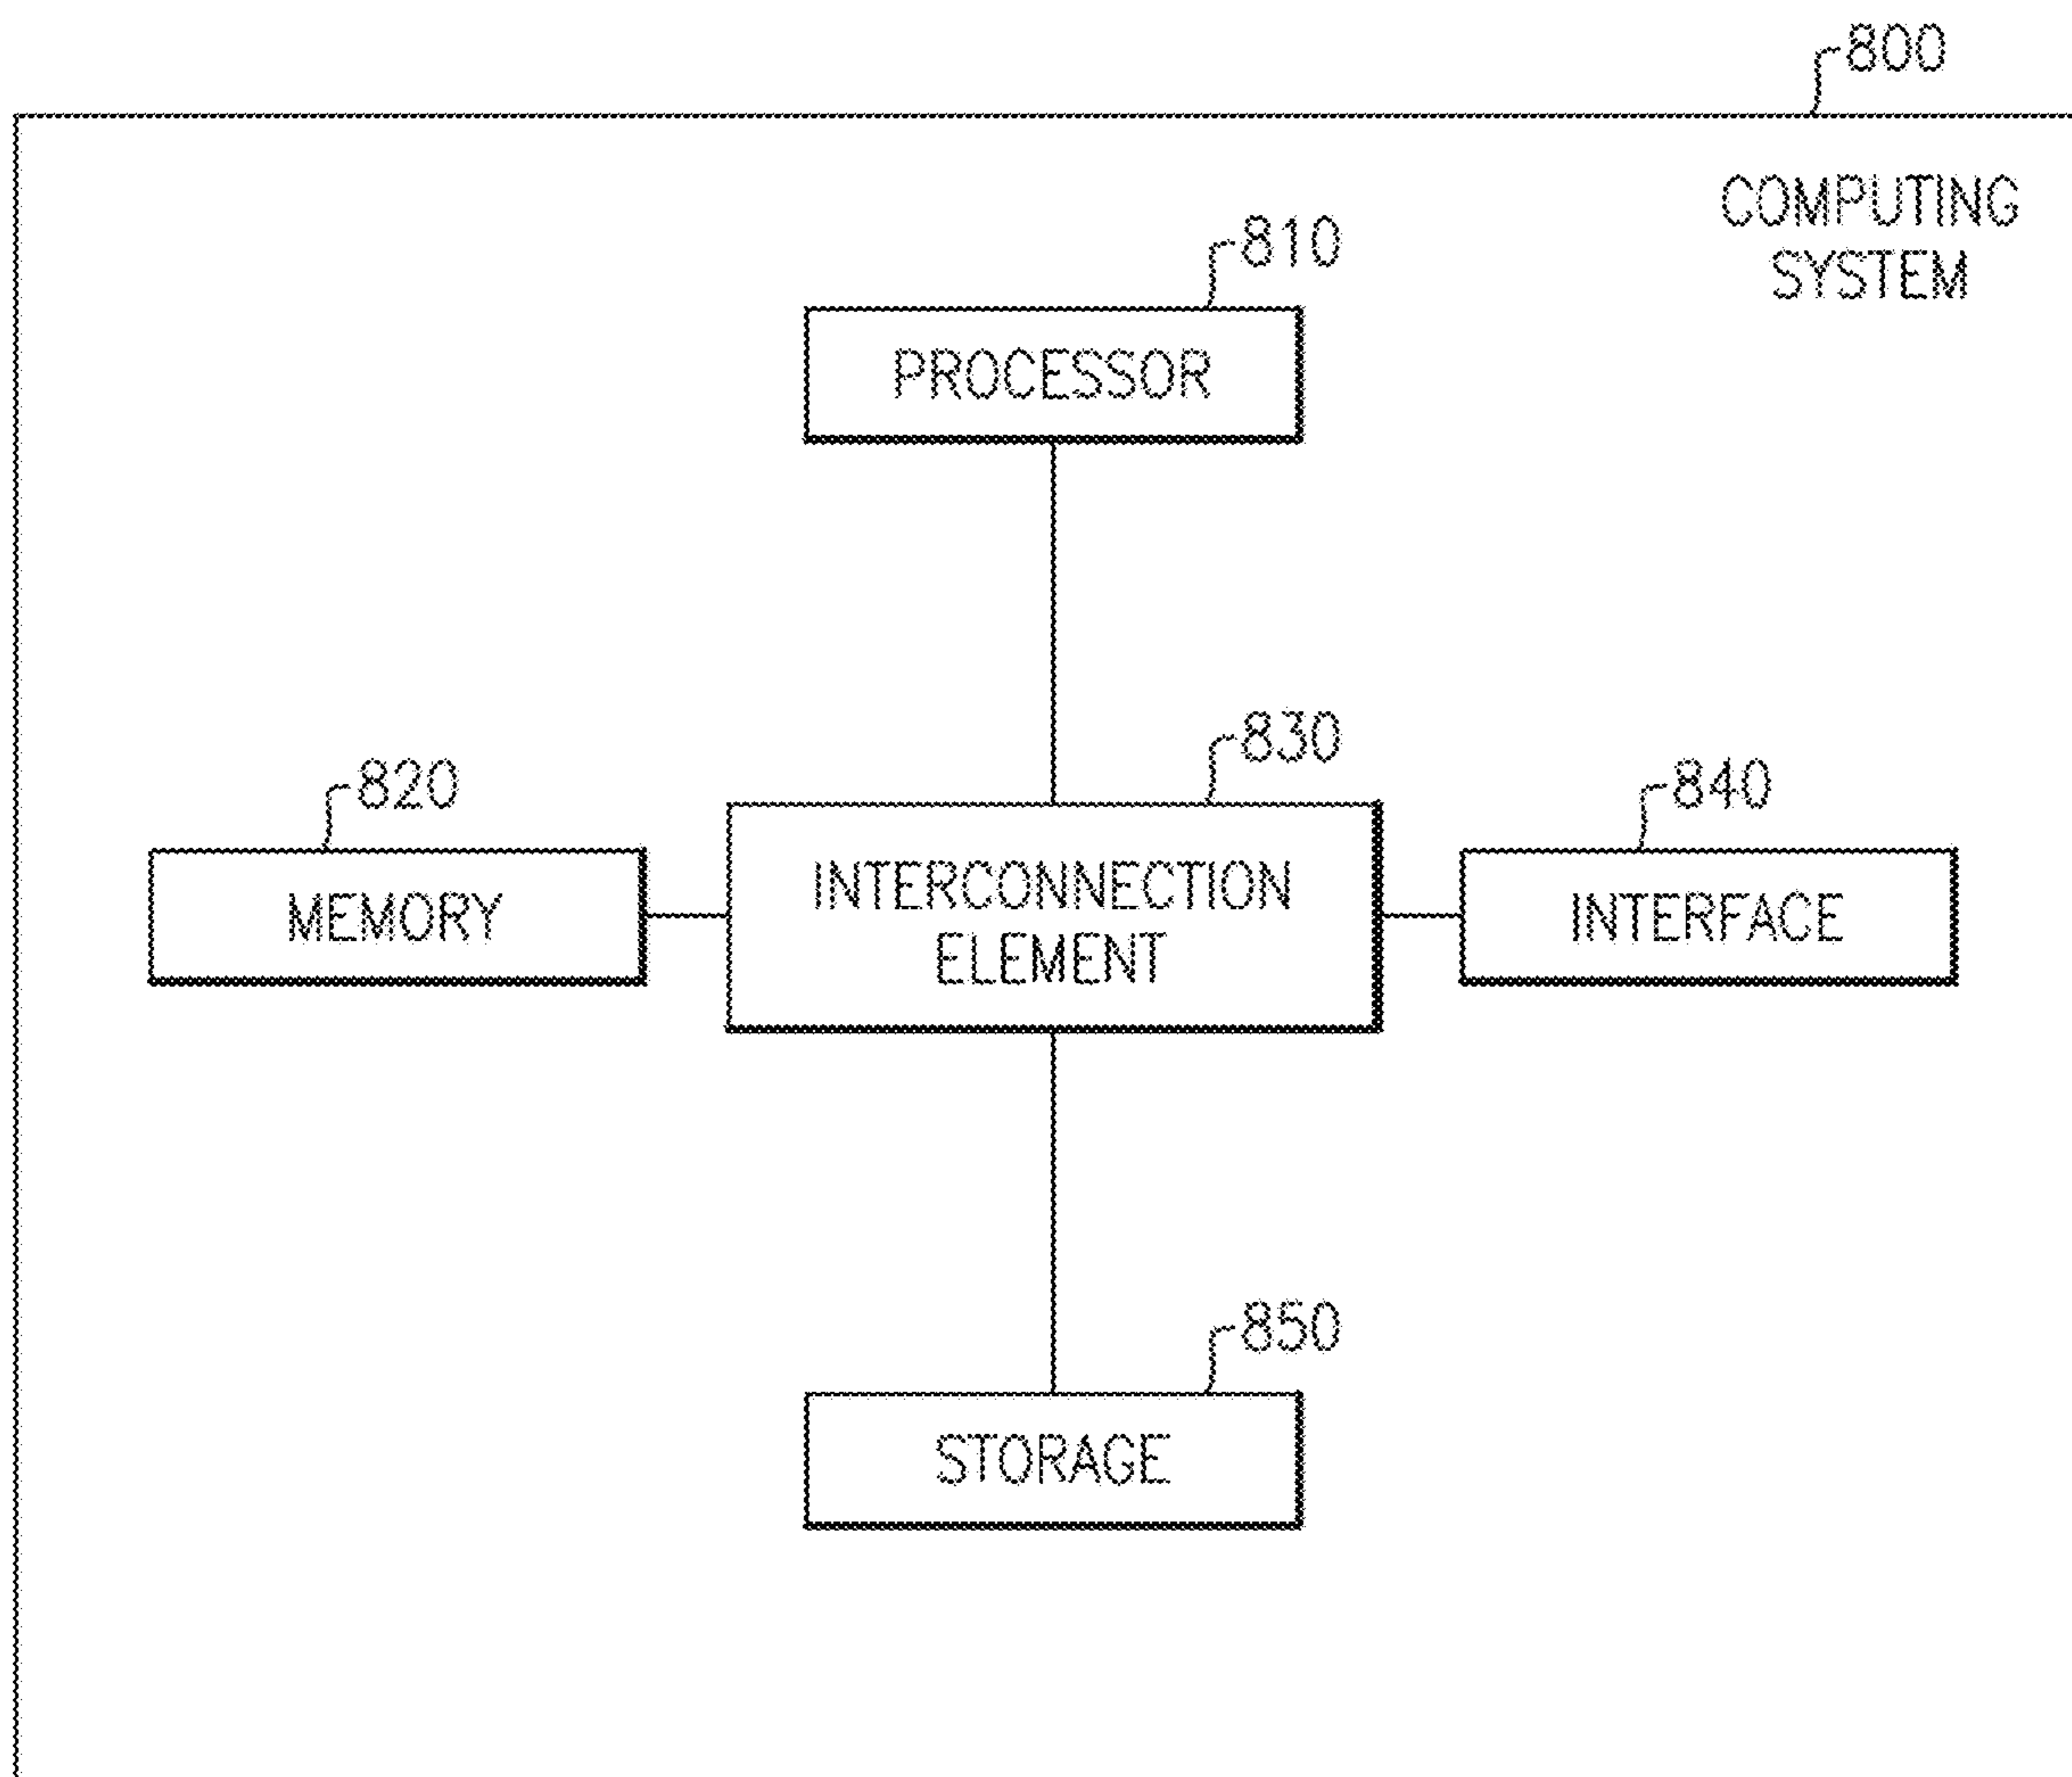 800
COMPUTING
SYSTEM
810
PROCESSOR
830
820
840
INTERCONNECTION
ELEMENT
MEMORY
INTERFACE
850
STORAGE